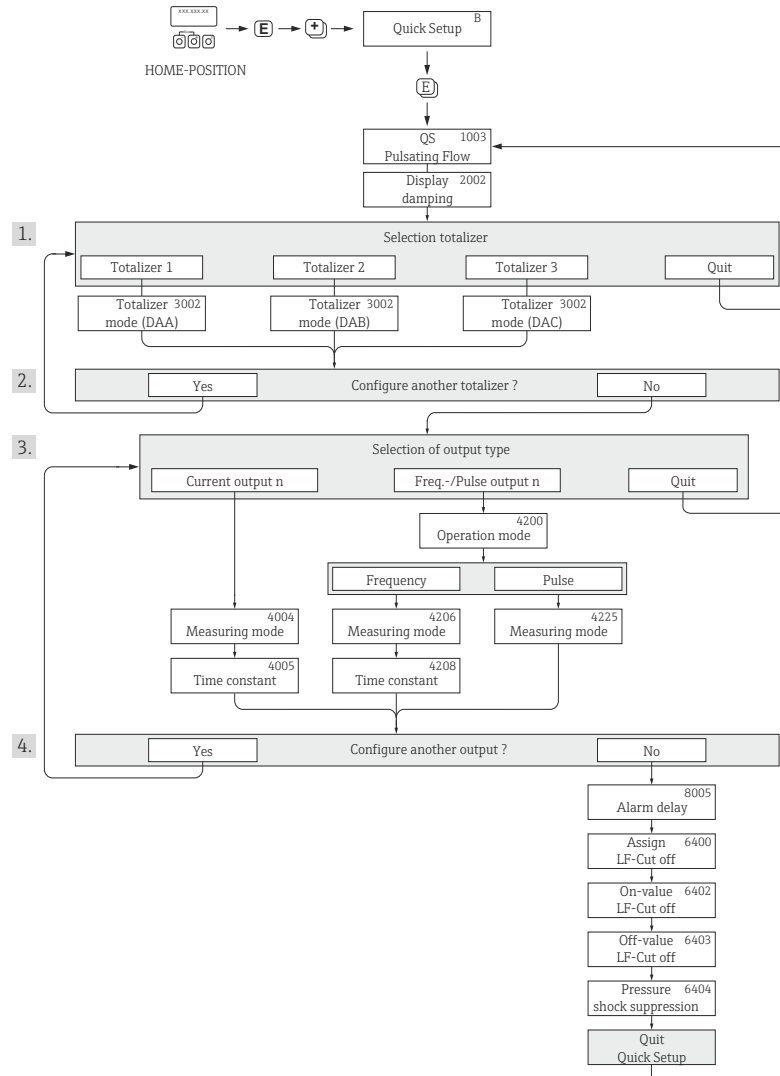 xxx.xxx.xx
E
+
B
Quick Setup
HOME-POSITION
E
QS 1003
Pulsating Flow
Display 2002
damping
1.
Selection totalizer
Totalizer 1
Totalizer 2
Totalizer 3
Quit
Totalizer 3002
mode (DAA)
Totalizer 3002
mode (DAB)
Totalizer 3002
mode (DAC)
2.
Yes
Configure another totalizer ?
No
3.
Selection of output type
Current output n
Freq.-/Pulse output n
Quit
4200
Operation mode
Frequency
Pulse
4004
Measuring mode
4206
Measuring mode
4225
Measuring mode
4005
Time constant
4208
Time constant
4.
Yes
Configure another output ?
No
8005
Alarm delay
Assign 6400
LF-Cut off
On-value 6402
LF-Cut off
Off-value 6403
LF-Cut off
Pressure 6404
shock suppression
Quit
Quick Setup